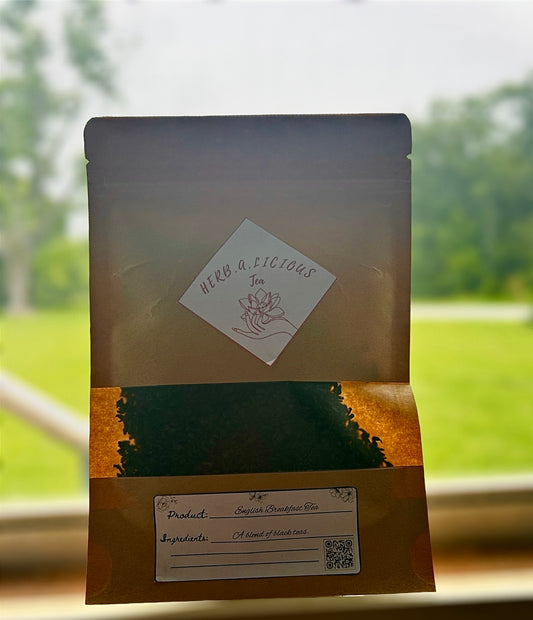 HERB.A.LICIOUS
Tea
Product: English Breakfast Tea
Ingredients: A blend of black teas.